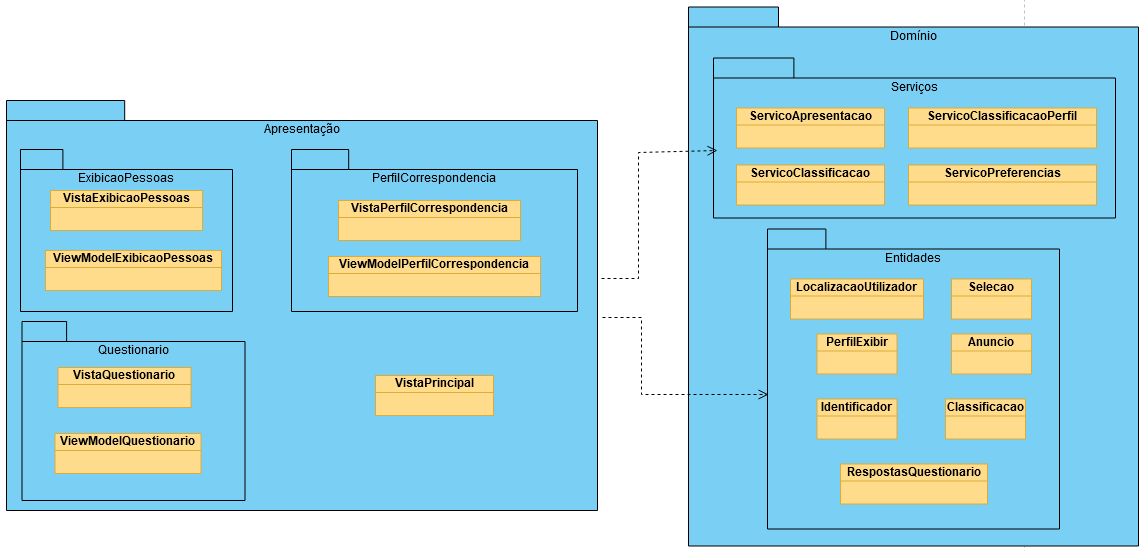 Apresentação
ExibicaoPessoas
VistaExibicaoPessoas
ViewModelExibicaoPessoas
PerfilCorrespondencia
VistaPerfilCorrespondencia
ViewModelPerfilCorrespondencia
Questionario
VistaQuestionario
ViewModelQuestionario
VistaPrincipal
Domínio
Serviços
ServicoApresentacao
ServicoClassificacaoPerfil
ServicoClassificacao
ServicoPreferencias
Entidades
LocalizacaoUtilizador
Selecao
PerfilExibir
Anuncio
Identificador
Classificacao
RespostasQuestionario